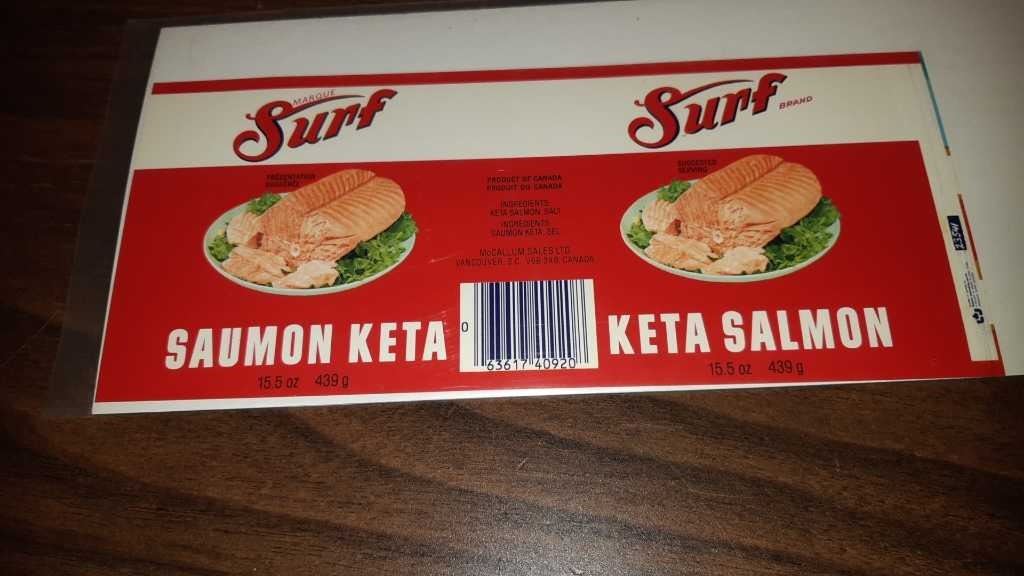 MARQUE
Surf
PRÉSENTATION
SUGGÉRÉE
SAUMON KETA
15.5 oz 439 g
PRODUCT OF CANADA
PRODUIT DU CANADA
INGREDIENTS:
KETA SALMON, SALT
INGRÉDIENTS:
SAUMON KETA, SEL
McCALLUM SALES LTD.
VANCOUVER, B.C. V6B 3X8 CANADA
0 63617 40920
Surf BRAND
SUGGESTED
SERVING
KETA SALMON
15.5 oz 439 g